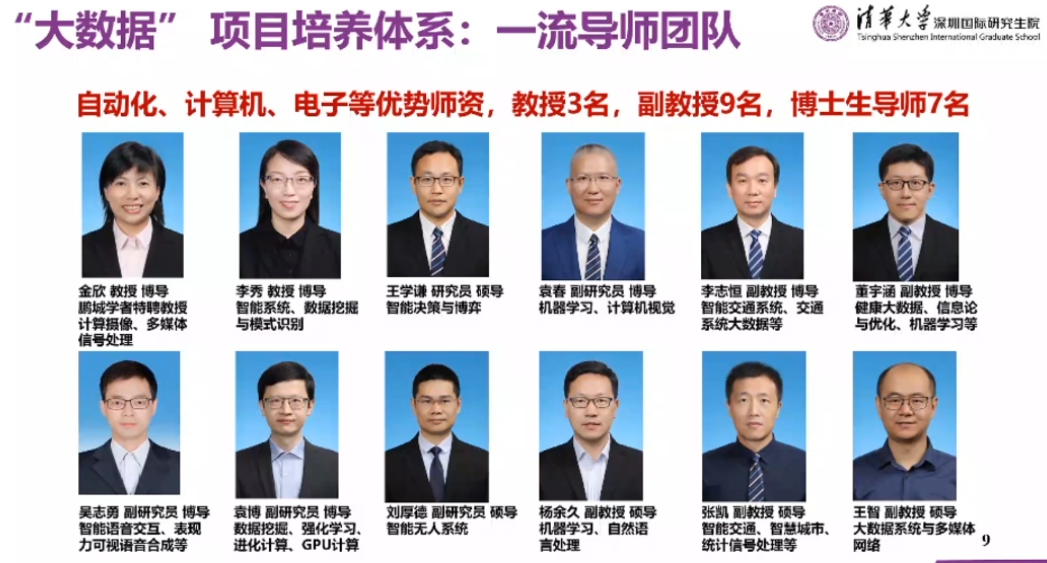 “大数据” 项目培养体系：一流导师团队
清华大学 深圳国际研究生院
Tsinghua Shenzhen International Graduate School
自动化、计算机、电子等优势师资，教授3名，副教授9名，博士生导师7名
金欣 教授 博导
鹏城学者特聘教授
计算摄像、多媒体
信号处理
李秀 教授 博导
智能系统、数据挖掘
与模式识别
王学谦 研究员 硕导
智能决策与博弈
袁春 副研究员 博导
机器学习、计算机视觉
李志恒 副教授 博导
智能交通系统、交通
系统大数据等
董宇涵 副教授 博导
健康大数据、信息论
与优化、机器学习等
吴志勇 副研究员 博导
智能语音交互、表现
力可视语音合成等
袁博 副研究员 博导
数据挖掘、强化学习、
进化计算、GPU计算
刘厚德 副研究员 硕导
智能无人系统
杨余久 副教授 硕导
机器学习、自然语
言处理
张凯 副教授 硕导
智能交通、智慧城市、
统计信号处理等
王智 副教授 硕导
大数据系统与多媒体
网络
9